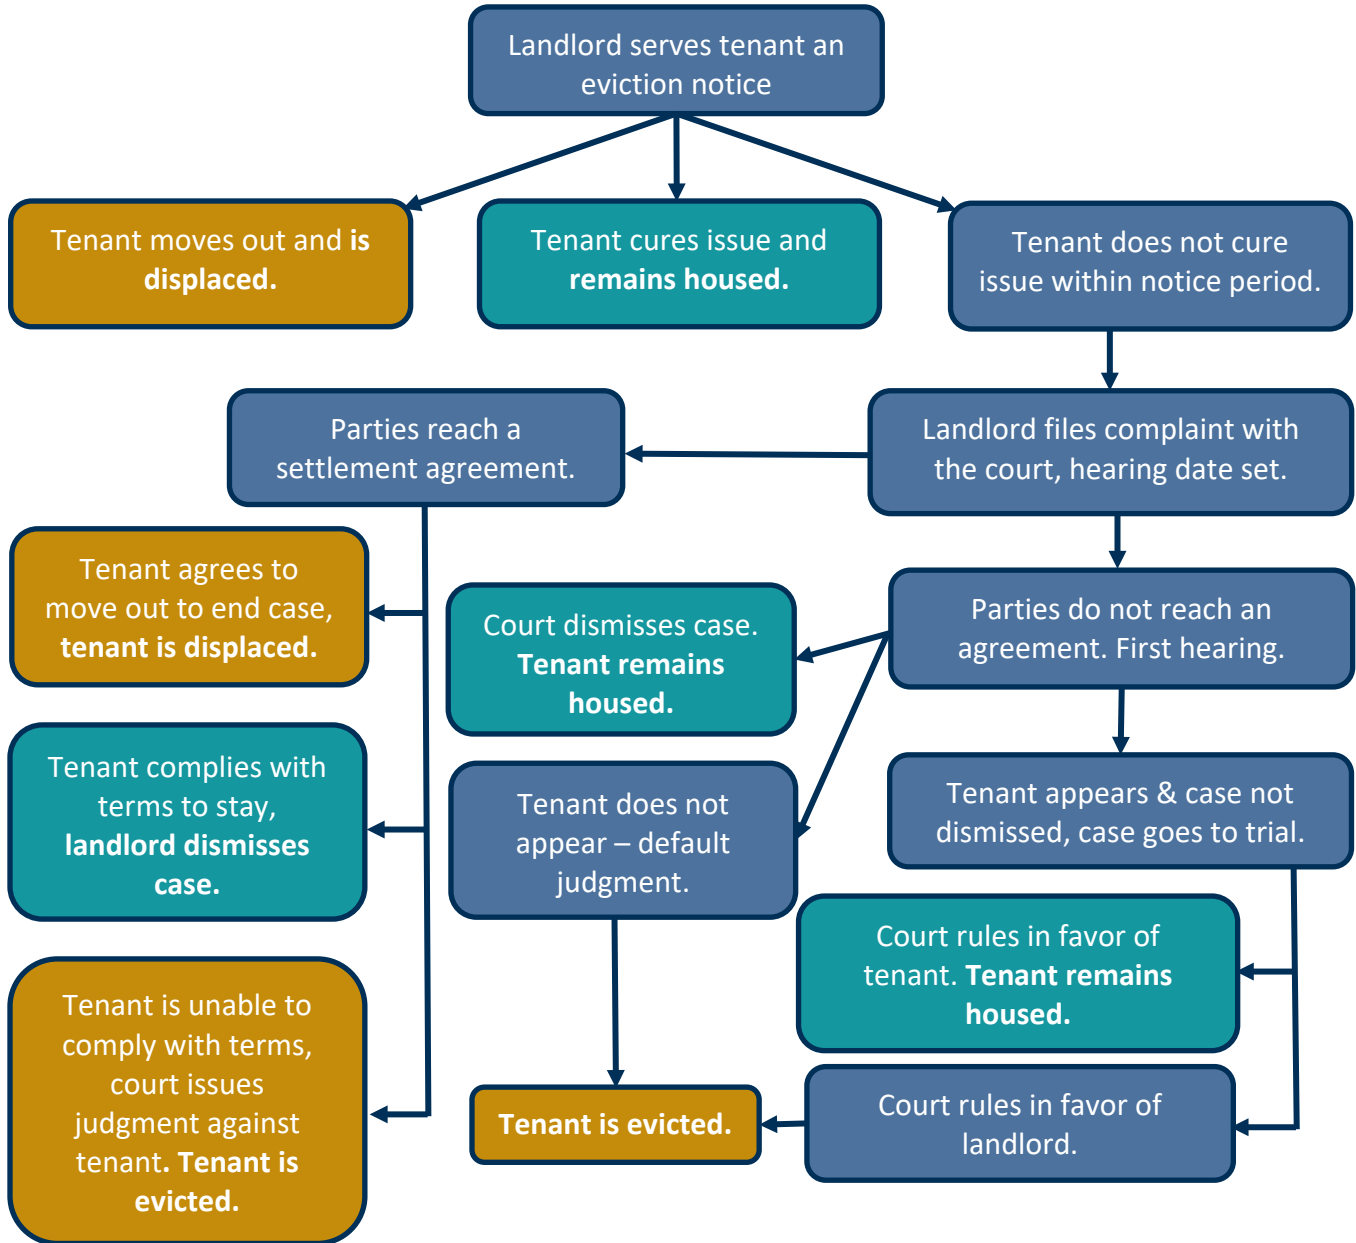 Landlord serves tenant an
eviction notice
Tenant moves out and is
displaced.
Tenant cures issue and
remains housed.
Tenant does not cure
issue within notice period.
Parties reach a
settlement agreement.
Landlord files complaint with
the court, hearing date set.
Tenant agrees to
move out to end case,
tenant is displaced.
Court dismisses case.
Tenant remains
housed.
Parties do not reach an
agreement. First hearing.
Tenant complies with
terms to stay,
landlord dismisses
case.
Tenant does not
appear – default
judgment.
Tenant appears & case not
dismissed, case goes to trial.
Court rules in favor of
tenant. Tenant remains
housed.
Tenant is unable to
comply with terms,
court issues
judgment against
tenant. Tenant is
evicted.
Tenant is evicted.
Court rules in favor of
landlord.